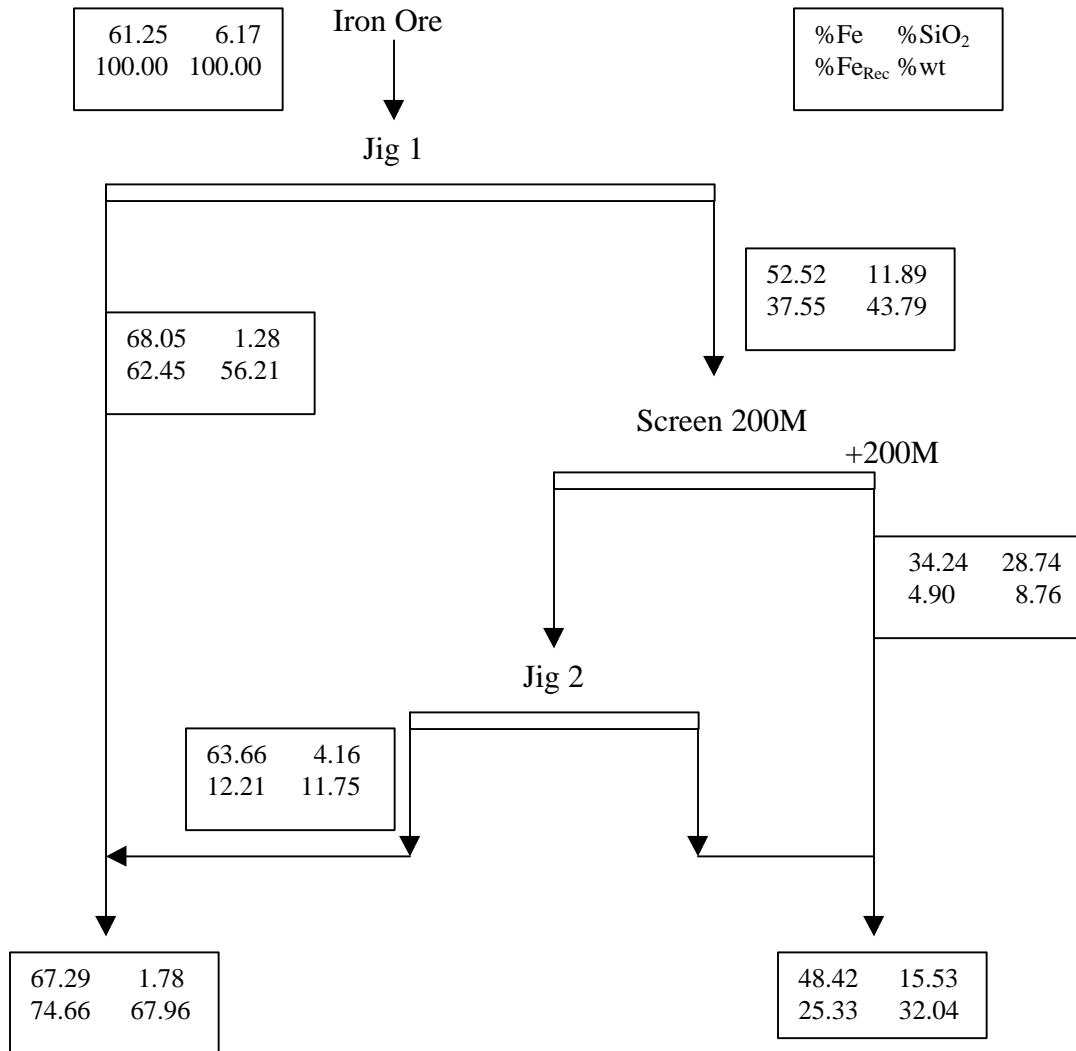 61.25 6.17
100.00 100.00
Iron Ore
%Fe %SiO₂
%Fe_Rec %wt
Jig 1
52.52 11.89
37.55 43.79
68.05 1.28
62.45 56.21
Screen 200M
+200M
34.24 28.74
4.90 8.76
Jig 2
63.66 4.16
12.21 11.75
67.29 1.78
74.66 67.96
48.42 15.53
25.33 32.04